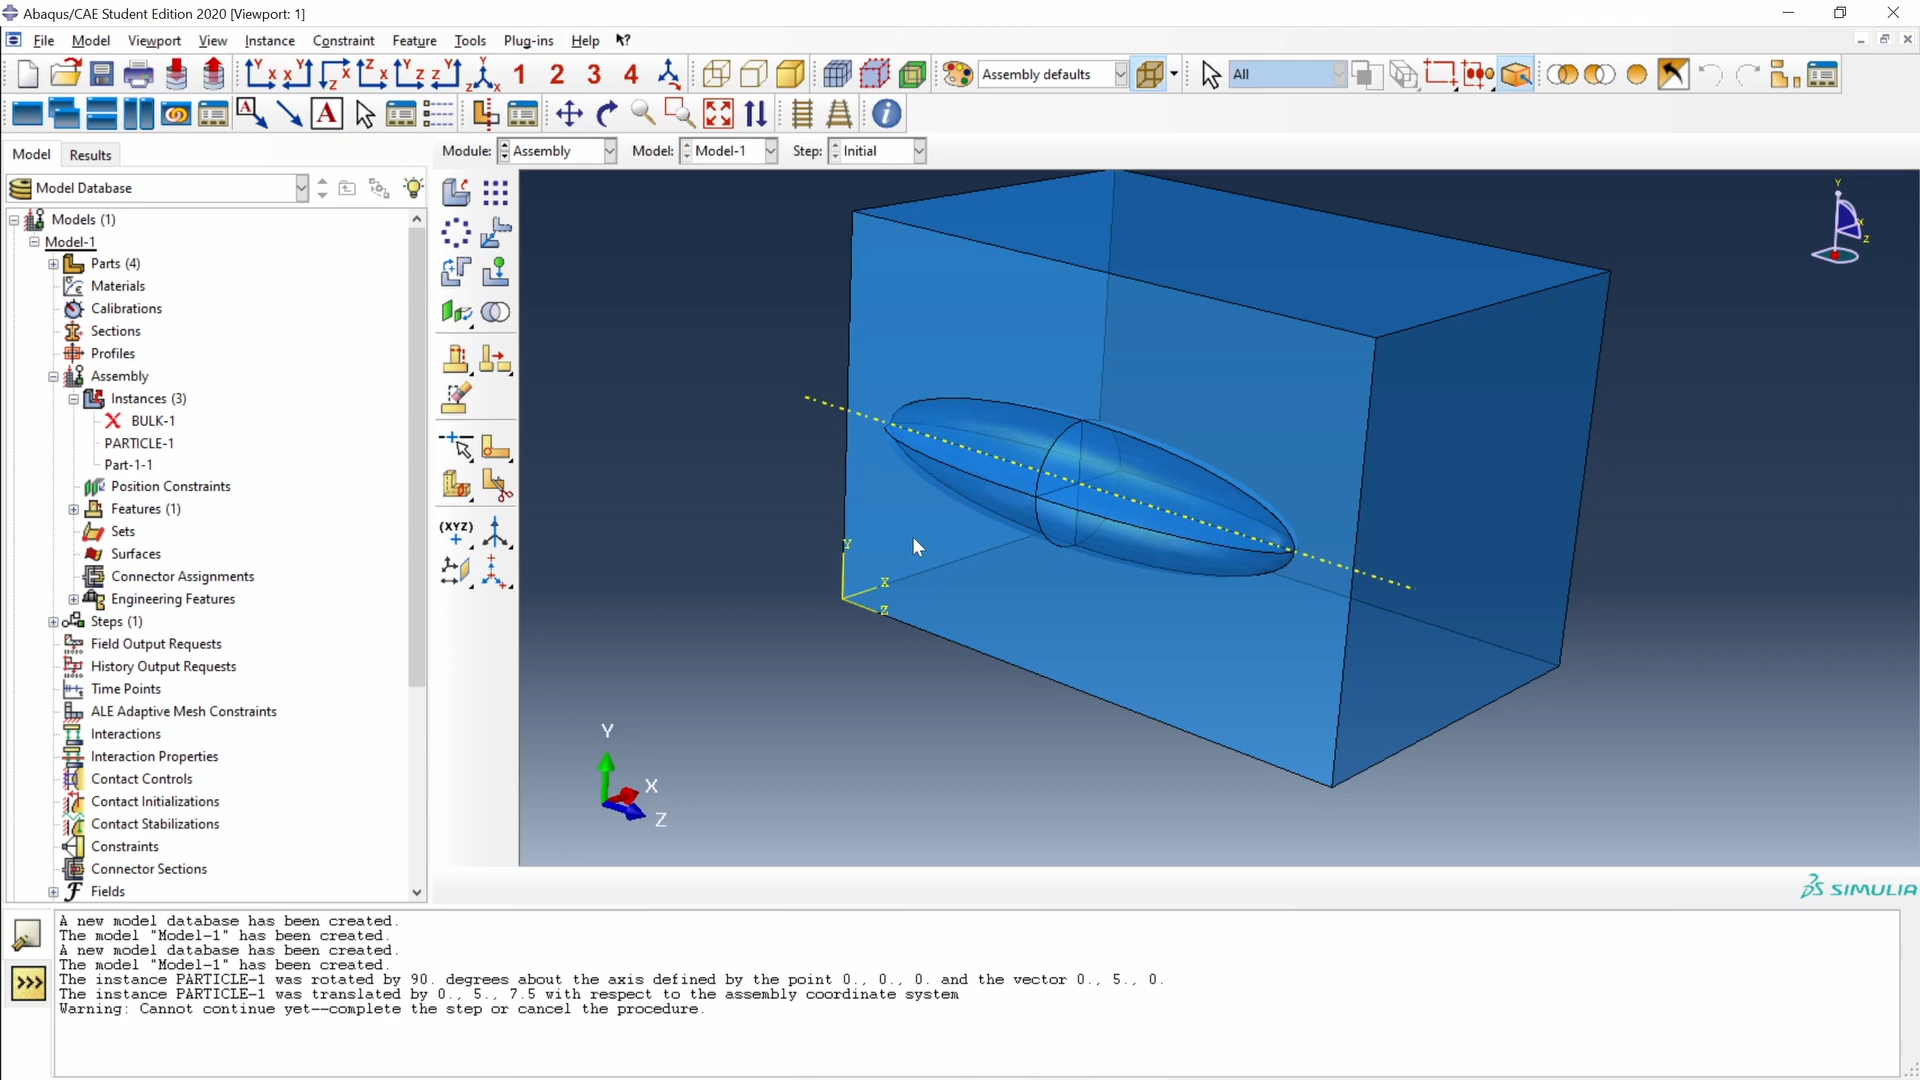 Abaqus/CAE Student Edition 2020 [Viewport: 1]
File Model Viewport View Instance Constraint Feature Tools Plug-ins Help
1 2 3 4
Assembly defaults
All
Model Results
Module: Assembly Model: Model-1 Step: Initial
Model Database
Models (1)
Model-1
Parts (4)
Materials
Calibrations
Sections
Profiles
Assembly
Instances (3)
BULK-1
PARTICLE-1
Part-1-1
Position Constraints
Features (1)
Sets
Surfaces
Connector Assignments
Engineering Features
Steps (1)
Field Output Requests
History Output Requests
Time Points
ALE Adaptive Mesh Constraints
Interactions
Interaction Properties
Contact Controls
Contact Initializations
Contact Stabilizations
Constraints
Connector Sections
Fields
(XYZ)
Y
X
Z
Y
X
Z
Y
X
Z
SIMULIA
A new model database has been created.
The model "Model-1" has been created.
A new model database has been created.
The model "Model-1" has been created.
The instance PARTICLE-1 was rotated by 90. degrees about the axis defined by the point 0., 0., 0. and the vector 0., 5., 0.
The instance PARTICLE-1 was translated by 0., 5., 7.5 with respect to the assembly coordinate system
Warning: Cannot continue yet--complete the step or cancel the procedure.